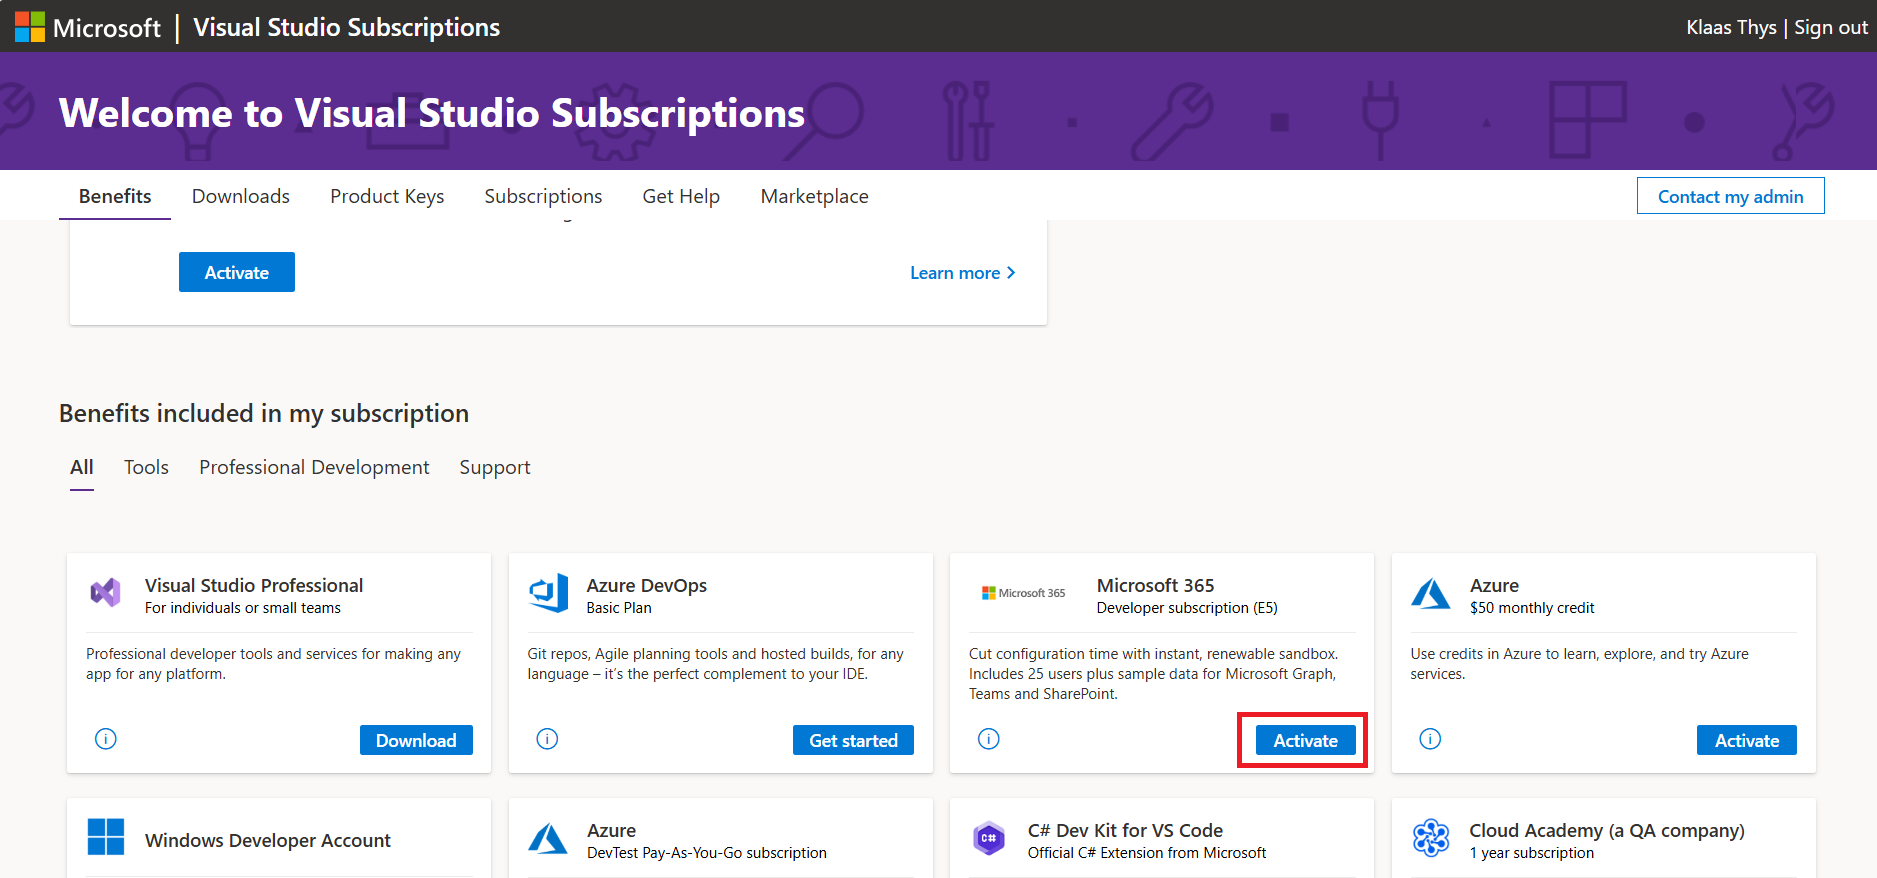 Microsoft | Visual Studio Subscriptions
Klaas Thys | Sign out
Welcome to Visual Studio Subscriptions
Benefits Downloads Product Keys Subscriptions Get Help Marketplace
Contact my admin
Activate
Learn more
Benefits included in my subscription
All Tools Professional Development Support
Visual Studio Professional
For individuals or small teams
Professional developer tools and services for making any
app for any platform.
Download
Azure DevOps
Basic Plan
Git repos, Agile planning tools and hosted builds, for any
language – it's the perfect complement to your IDE.
Get started
Microsoft 365
Microsoft 365
Developer subscription (E5)
Cut configuration time with instant, renewable sandbox.
Includes 25 users plus sample data for Microsoft Graph,
Teams and SharePoint.
Activate
Azure
$50 monthly credit
Use credits in Azure to learn, explore, and try Azure
services.
Activate
Windows Developer Account
Azure
DevTest Pay-As-You-Go subscription
C#
C# Dev Kit for VS Code
Official C# Extension from Microsoft
Cloud Academy (a QA company)
1 year subscription